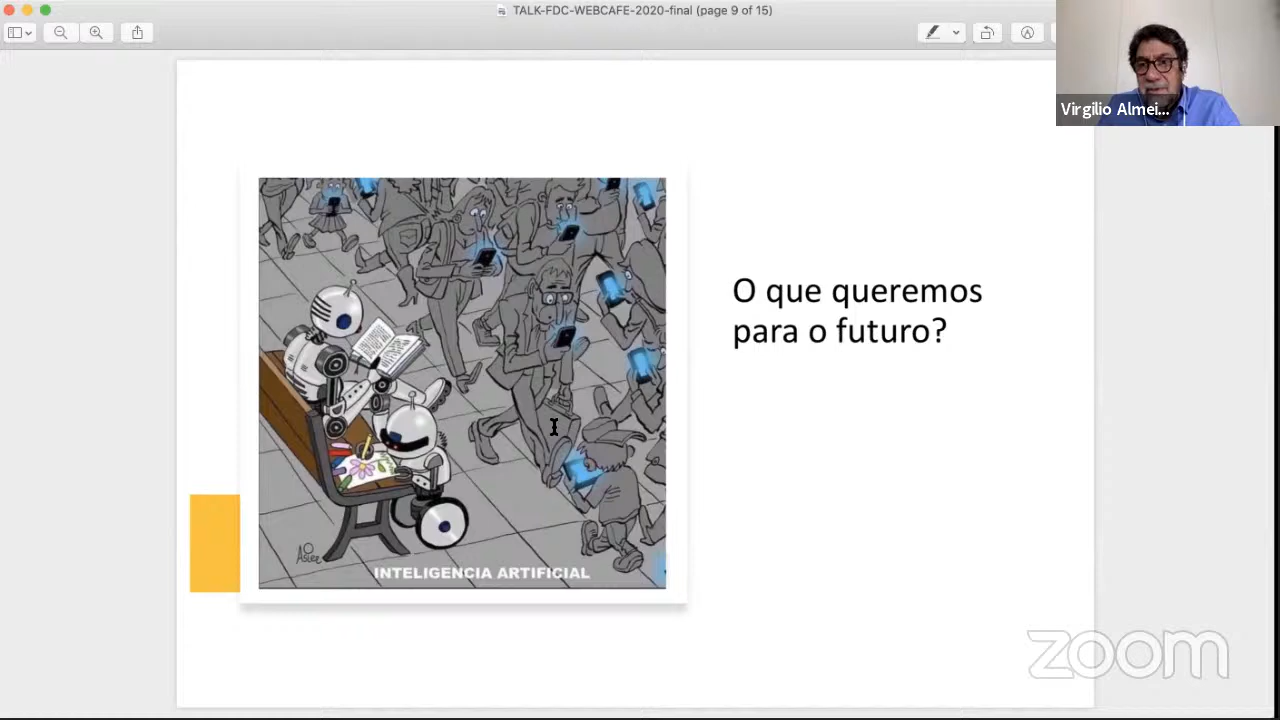 TALK-FDC-WEBCAFE-2020-final (page 9 of 15)
Virgilio Almei...
O que queremos
para o futuro?
INTELIGENCIA ARTIFICIAL
zoom